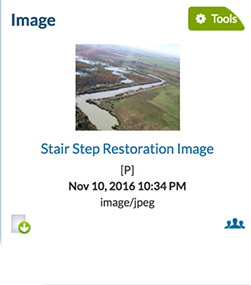 Image
Tools
Stair Step Restoration Image
[P]
Nov 10, 2016 10:34 PM
image/jpeg